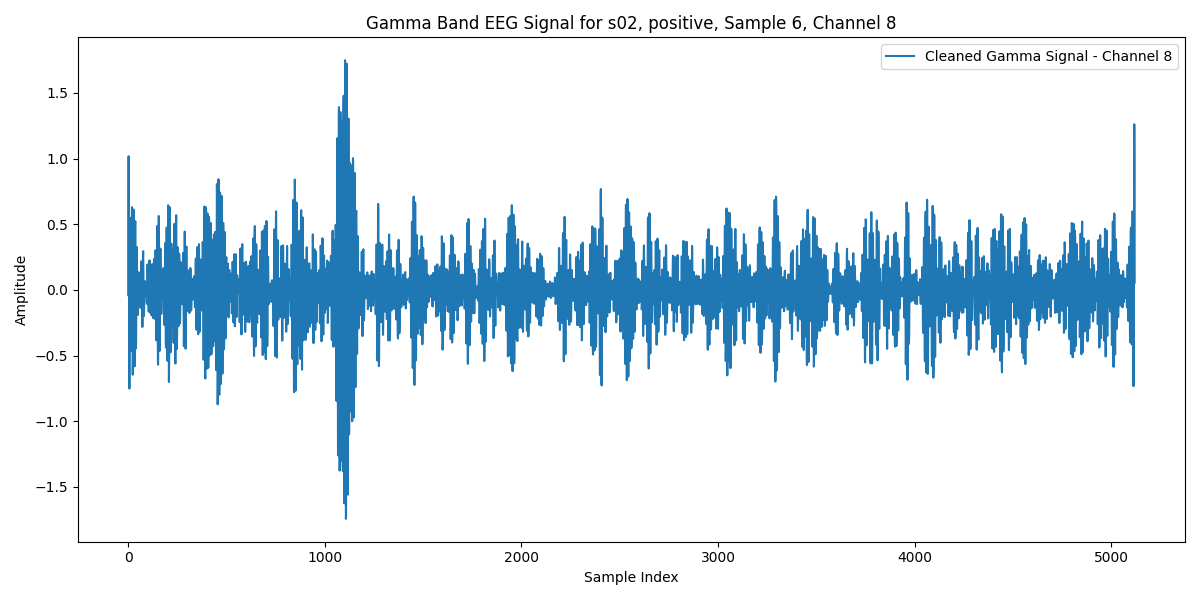 Gamma Band EEG Signal for s02, positive, Sample 6, Channel 8
Cleaned Gamma Signal - Channel 8
Amplitude
1.5
1.0
0.5
0.0
−0.5
−1.0
−1.5
0 1000 2000 3000 4000 5000
Sample Index